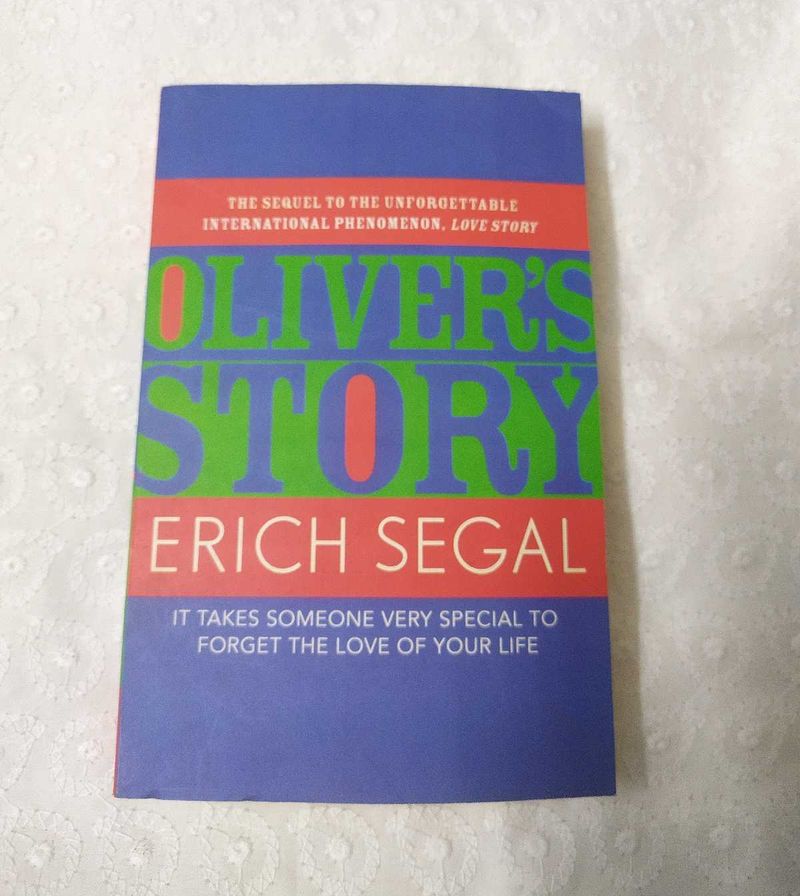 THE SEQUEL TO THE UNFORGETTABLE
INTERNATIONAL PHENOMENON, LOVE STORY
OLIVER'S
STORY
ERICH SEGAL
IT TAKES SOMEONE VERY SPECIAL TO
FORGET THE LOVE OF YOUR LIFE